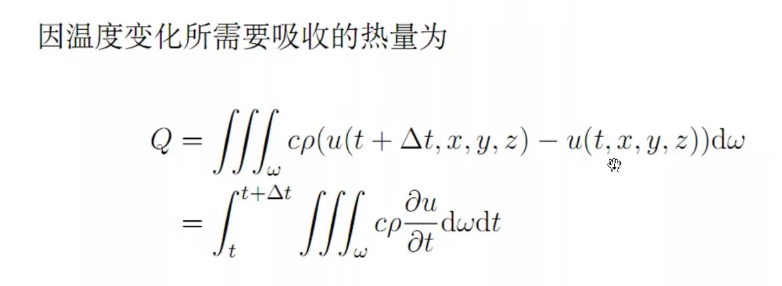 因温度变化所需要吸收的热量为
Q = ∭_ω cρ(u(t + Δt, x, y, z) − u(t, x, y, z))dω
= ∫_t^{t+Δt} ∭_ω cρ ∂u/∂t dωdt